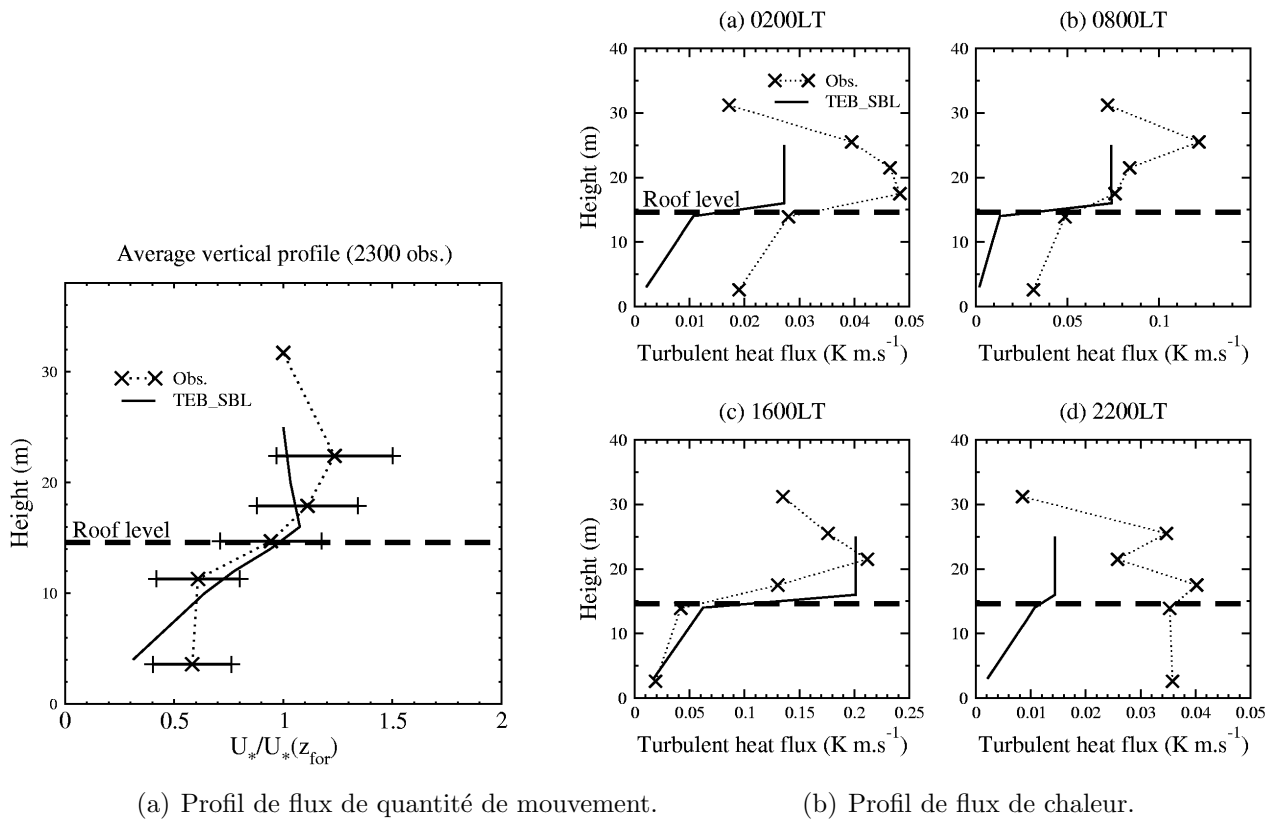 Average vertical profile (2300 obs.)
Height (m)
30
20
10
0
Obs.
TEB_SBL
Roof level
0 0.5 1 1.5 2
U*/U*(zfor)
(a) Profil de flux de quantité de mouvement.
(a) 0200LT
Height (m)
40
30
20
10
0
Obs.
TEB_SBL
Roof level
0 0.01 0.02 0.03 0.04 0.05
Turbulent heat flux (K m.s-1)
(b) 0800LT
40
30
20
10
0
0 0.05 0.1
Turbulent heat flux (K m.s-1)
(c) 1600LT
Height (m)
40
30
20
10
0
0 0.05 0.1 0.15 0.2 0.25
Turbulent heat flux (K m.s-1)
(d) 2200LT
40
30
20
10
0
0 0.01 0.02 0.03 0.04 0.05
Turbulent heat flux (K m.s-1)
(b) Profil de flux de chaleur.